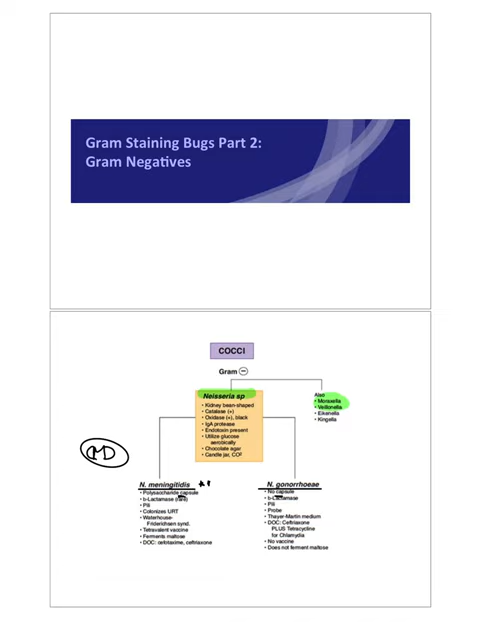 Gram Staining Bugs Part 2:
Gram Negatives
COCCI
Gram −
Neisseria sp
• Kidney bean-shaped
• Catalase (+)
• Oxidase (+), black
• IgA protease
• Endotoxin present
• Utilize glucose
aerobically
• Chocolate agar
• Candle jar, CO²
Also
• Moraxella
• Veillonella
• Eikenella
• Kingella
N. meningitidis
• Polysaccharide capsule
• b-Lactamase (rare)
• Pili
• Colonizes URT
• Waterhouse-
Friderichsen synd.
• Tetravalent vaccine
• Ferments maltose
• DOC: cefotaxime, ceftriaxone
N. gonorrhoeae
• No capsule
• b-Lactamase
• Pili
• Probe
• Thayer-Martin medium
• DOC: Ceftriaxone
PLUS Tetracycline
for Chlamydia
• No vaccine
• Does not ferment maltose